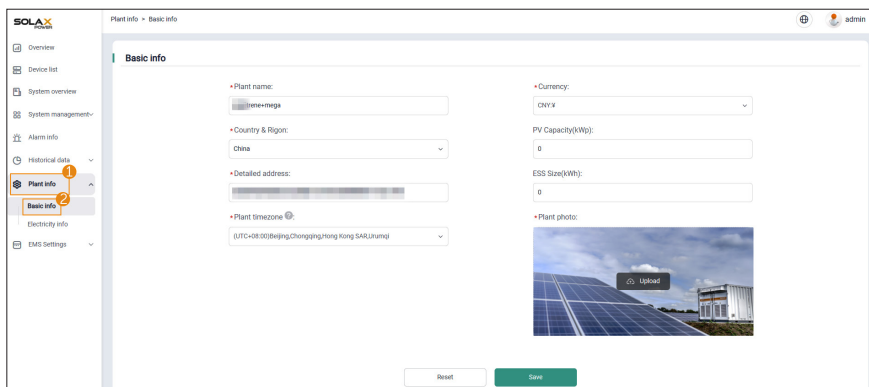 SOLAX
POWER
Plant info > Basic info
admin
Overview
Device list
System overview
System management
Alarm info
Historical data
1
Plant info
2
Basic info
Electricity info
EMS Settings
Basic info
*Plant name:
irene+mega
*Country & Rigon:
China
*Detailed address:
*Plant timezone ?:
(UTC+08:00)Beijing,Chongqing,Hong Kong SAR,Urumqi
*Currency:
CNY:¥
PV Capacity(kWp):
0
ESS Size(kWh):
0
*Plant photo:
Upload
Reset
Save